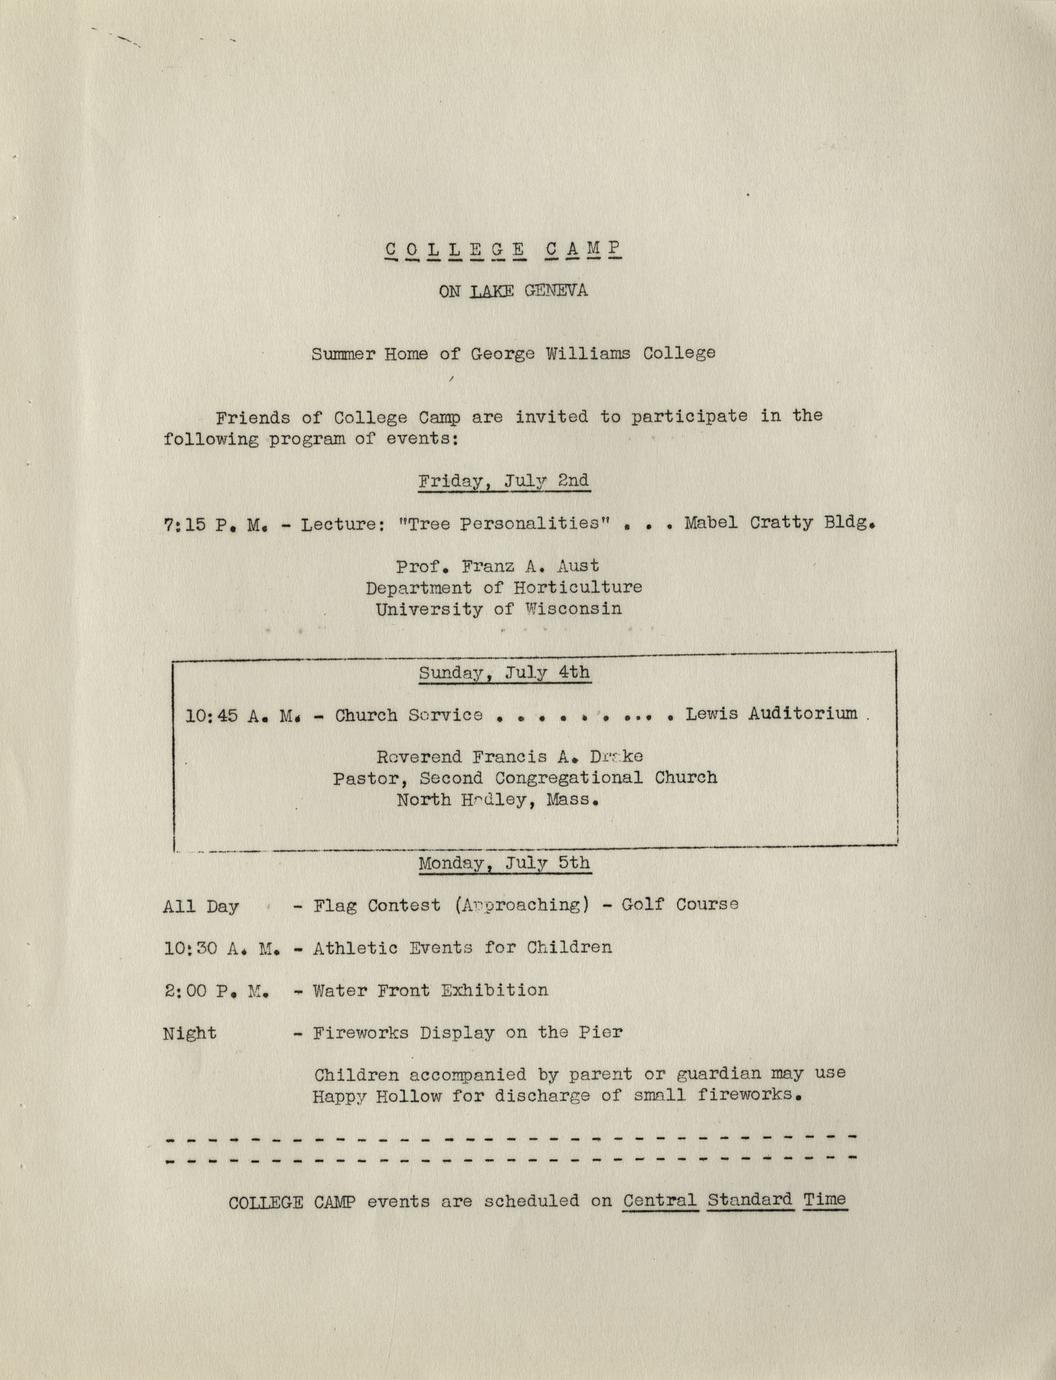 COLLEGE CAMP
ON LAKE GENEVA
Summer Home of George Williams College
Friends of College Camp are invited to participate in the
following program of events:
Friday, July 2nd
7:15 P. M. - Lecture: "Tree Personalities" . . . Mabel Cratty Bldg.
Prof. Franz A. Aust
Department of Horticulture
University of Wisconsin
Sunday, July 4th
10:45 A. M. - Church Service . . . . . . ... . Lewis Auditorium .
Reverend Francis A. Drake
Pastor, Second Congregational Church
North Hadley, Mass.
Monday, July 5th
All Day - Flag Contest (Approaching) - Golf Course
10:30 A. M. - Athletic Events for Children
2:00 P. M. - Water Front Exhibition
Night - Fireworks Display on the Pier
Children accompanied by parent or guardian may use
Happy Hollow for discharge of small fireworks.
- - - - - - - - - - - - - - - - - - - - - - - - - - - - - - - - -
- - - - - - - - - - - - - - - - - - - - - - - - - - - - - - - - -
COLLEGE CAMP events are scheduled on Central Standard Time